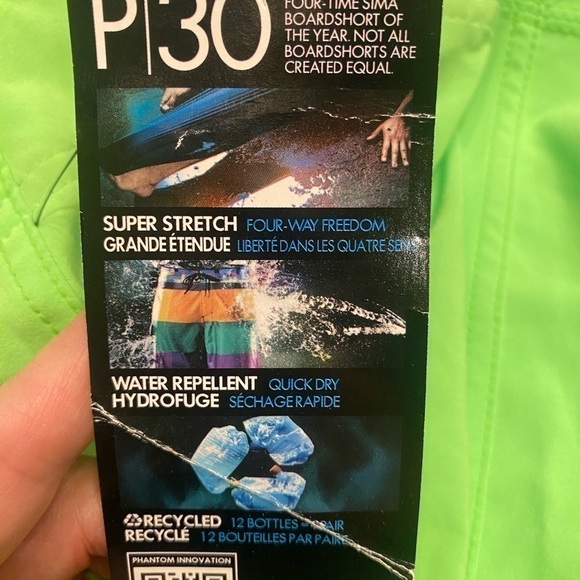 P|30
FOUR-TIME SIMA
BOARDSHORT OF
THE YEAR. NOT ALL
BOARDSHORTS ARE
CREATED EQUAL.
SUPER STRETCH FOUR-WAY FREEDOM
GRANDE ÉTENDUE LIBERTÉ DANS LES QUATRE SENS
WATER REPELLENT QUICK DRY
HYDROFUGE SÉCHAGE RAPIDE
RECYCLED 12 BOTTLES = 1 PAIR
RECYCLÉ 12 BOUTEILLES PAR PAIRE
PHANTOM INNOVATION